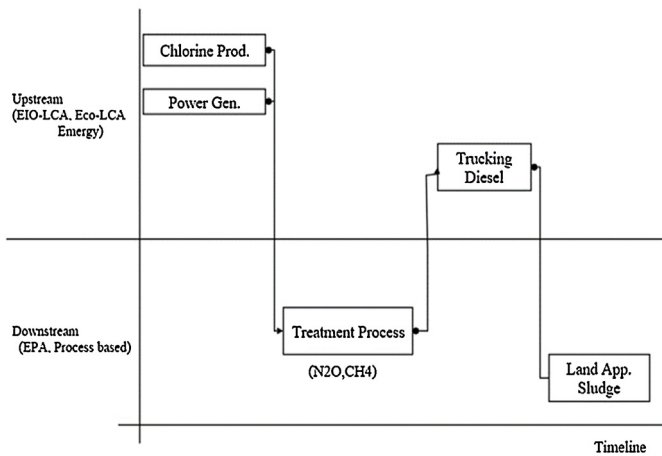 Chlorine Prod.
Upstream
(EIO-LCA, Eco-LCA
Emergy)
Power Gen.
Trucking
Diesel
Downstream
(EPA, Process based)
Treatment Process
(N2O,CH4)
Land App.
Sludge
Timeline